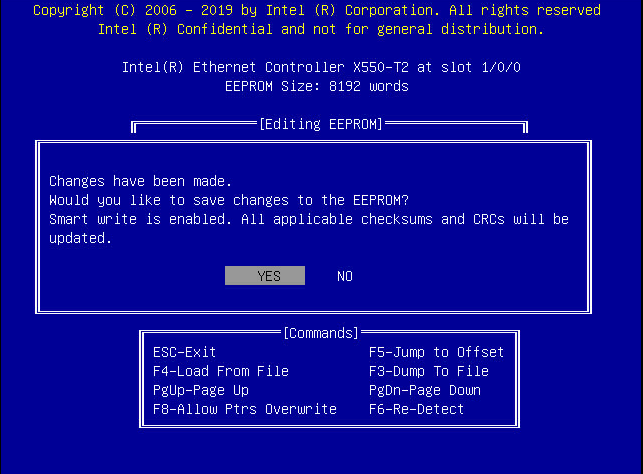 Copyright (C) 2006 - 2019 by Intel (R) Corporation. All rights reserved
Intel (R) Confidential and not for general distribution.
Intel(R) Ethernet Controller X550-T2 at slot 1/0/0
EEPROM Size: 8192 words
[Editing EEPROM]
Changes have been made.
Would you like to save changes to the EEPROM?
Smart write is enabled. All applicable checksums and CRCs will be
updated.
YES NO
[Commands]
ESC-Exit F5-Jump to Offset
F4-Load From File F3-Dump To File
PgUp-Page Up PgDn-Page Down
F8-Allow Ptrs Overwrite F6-Re-Detect